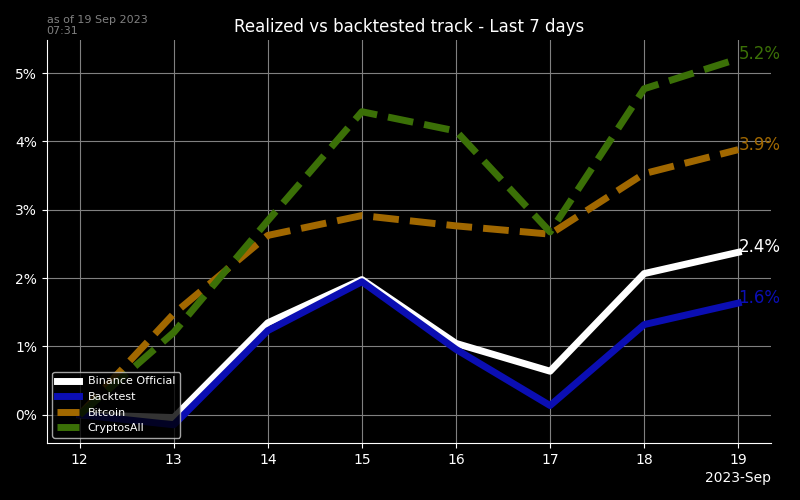 as of 19 Sep 2023
07:31
Realized vs backtested track - Last 7 days
5%
4%
3%
2%
1%
0%
5.2%
3.9%
2.4%
1.6%
Binance Official
Backtest
Bitcoin
CryptosAll
12 13 14 15 16 17 18 19
2023-Sep